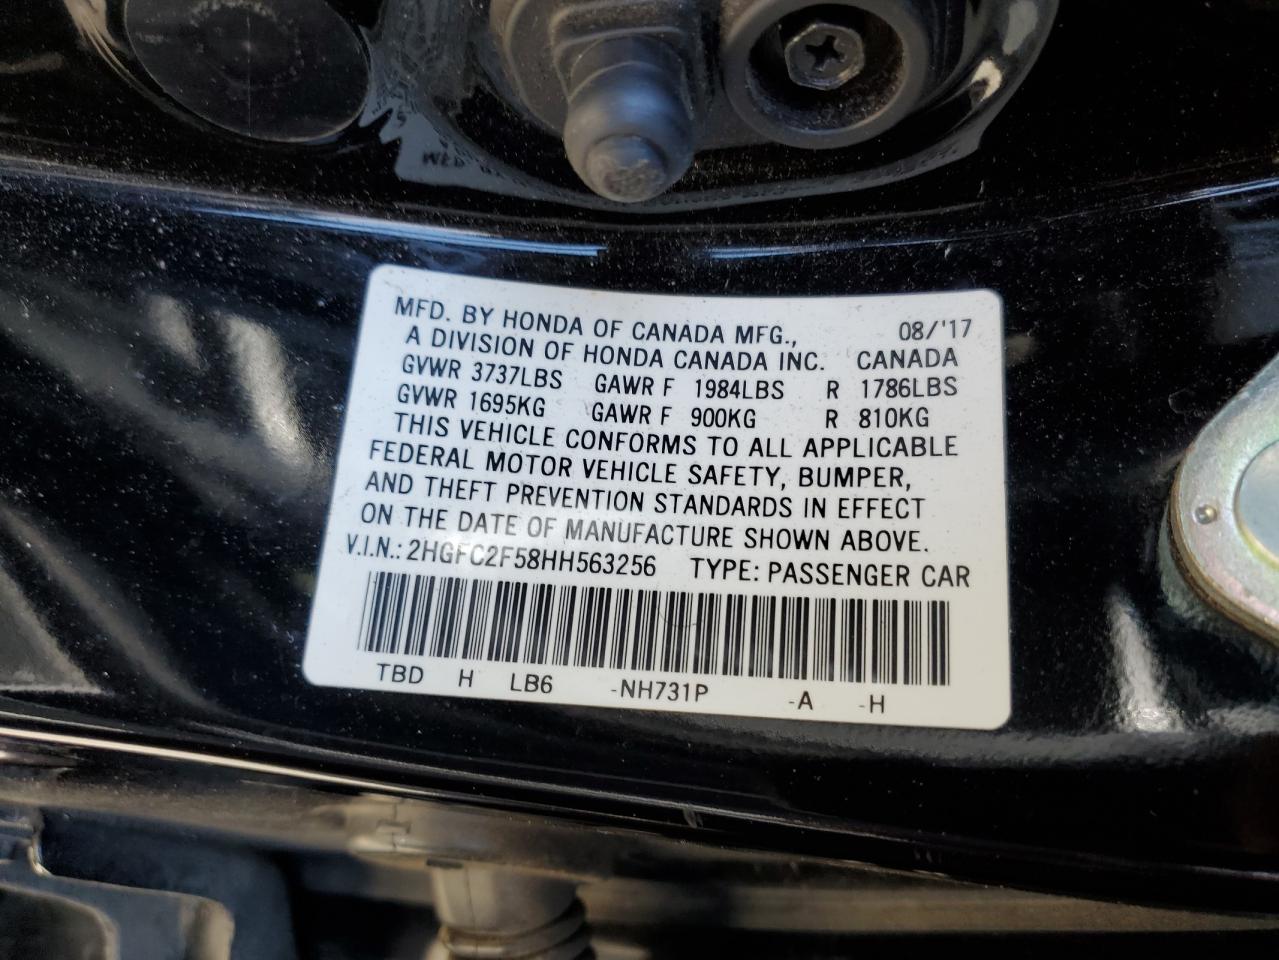 MFD. BY HONDA OF CANADA MFG., 08/'17
A DIVISION OF HONDA CANADA INC. CANADA
GVWR 3737LBS GAWR F 1984LBS R 1786LBS
GVWR 1695KG GAWR F 900KG R 810KG
THIS VEHICLE CONFORMS TO ALL APPLICABLE
FEDERAL MOTOR VEHICLE SAFETY, BUMPER,
AND THEFT PREVENTION STANDARDS IN EFFECT
ON THE DATE OF MANUFACTURE SHOWN ABOVE.
V.I.N.: 2HGFC2F58HH563256 TYPE: PASSENGER CAR
TBD H LB6 -NH731P -A -H